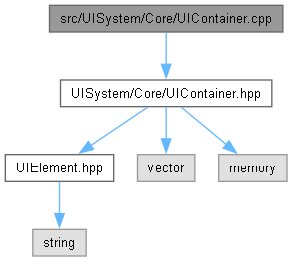 src/UISystem/Core/UIContainer.cpp
UISystem/Core/UIContainer.hpp
UIElement.hpp
vector
memory
string